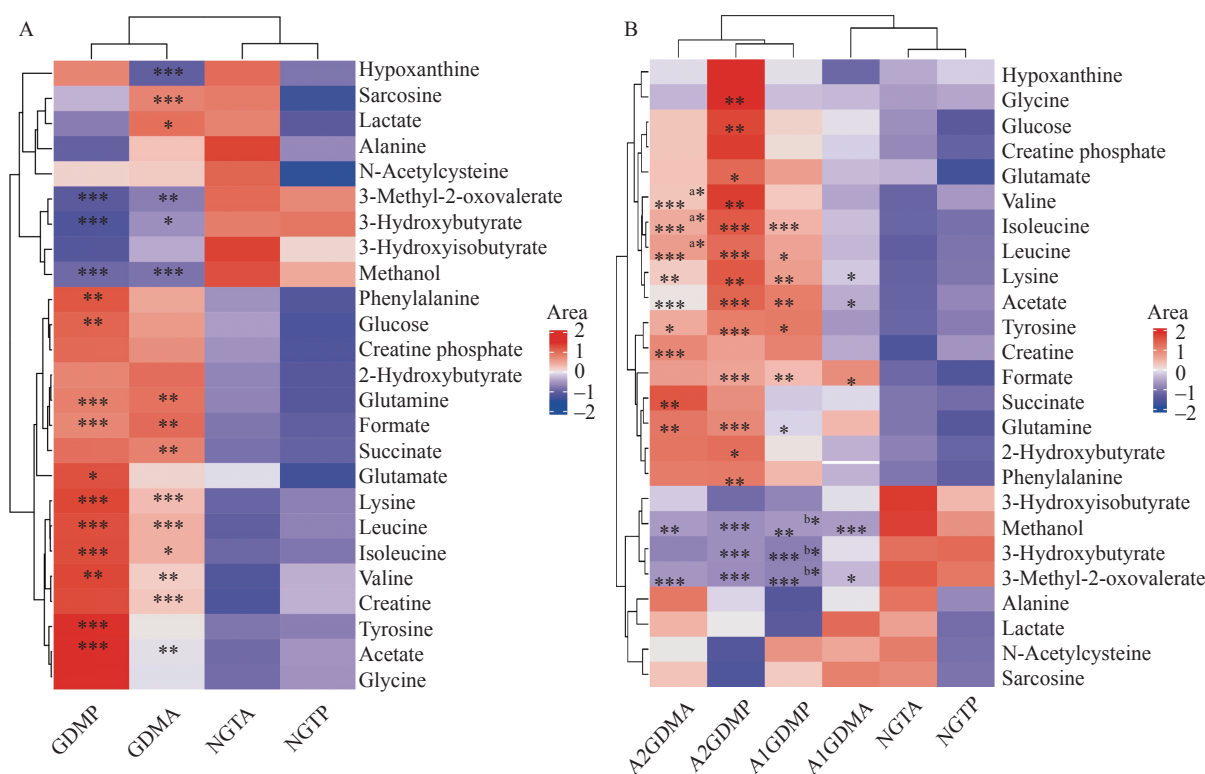 A
Hypoxanthine
***
Sarcosine
***
Lactate
*
Alanine
N-Acetylcysteine
3-Methyl-2-oxovalerate
*** **
3-Hydroxybutyrate
*** *
3-Hydroxyisobutyrate
Methanol
*** ***
Phenylalanine
**
Glucose
**
Creatine phosphate
2-Hydroxybutyrate
Glutamine
*** **
Formate
*** **
Succinate
**
Glutamate
*
Lysine
*** ***
Leucine
*** ***
Isoleucine
*** *
Valine
** **
Creatine
***
Tyrosine
***
Acetate
*** **
Glycine
GDMP GDMA NGTA NGTP
Area
2
1
0
−1
−2
B
Hypoxanthine
Glycine
**
Glucose
**
Creatine phosphate
Glutamate
*
Valine
a*
*** **
Isoleucine
a*
*** *** ***
Leucine
a*
*** *** *
Lysine
** ** ** *
Acetate
*** *** ** *
Tyrosine
* *** *
Creatine
***
Formate
*** ** *
Succinate
**
Glutamine
** *** *
2-Hydroxybutyrate
*
Phenylalanine
**
3-Hydroxyisobutyrate
Methanol
b*
** *** ** ***
3-Hydroxybutyrate
b*
*** ***
3-Methyl-2-oxovalerate
b*
*** *** *** *
Alanine
Lactate
N-Acetylcysteine
Sarcosine
A2GDMA A2GDMP A1GDMP A1GDMA NGTA NGTP
Area
2
1
0
−1
−2